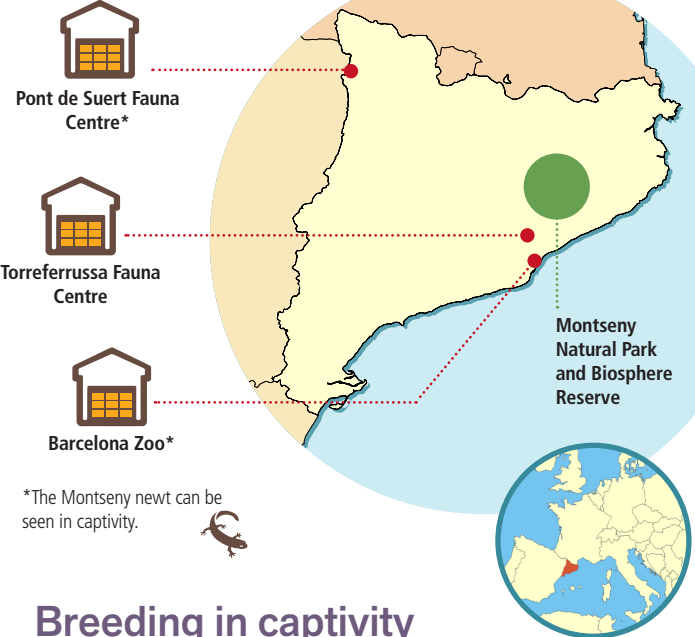 Pont de Suert Fauna
Centre*
Torreferrussa Fauna
Centre
Barcelona Zoo*
Montseny
Natural Park
and Biosphere
Reserve
*The Montseny newt can be
seen in captivity.
Breeding in captivity